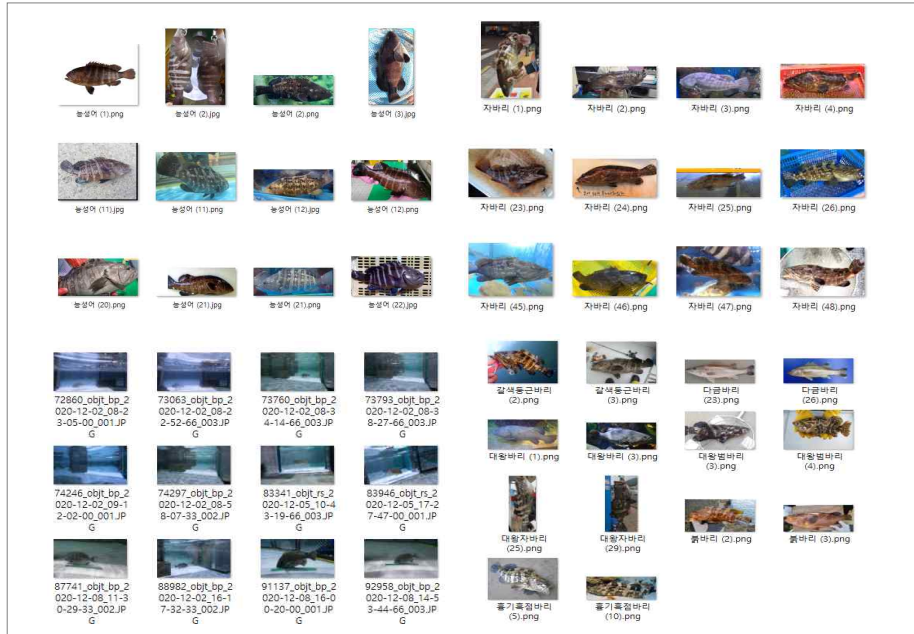 능성어 (1).png
능성어 (2).jpg
능성어 (2).png
능성어 (3).jpg
자바리 (1).png
자바리 (2).png
자바리 (3).png
자바리 (4).png
능성어 (11).jpg
능성어 (11).png
능성어 (12).jpg
능성어 (12).png
자바리 (23).png
자바리 (24).png
자바리 (25).png
자바리 (26).png
능성어 (20).png
능성어 (21).jpg
능성어 (21).png
능성어 (22).jpg
자바리 (45).png
자바리 (46).png
자바리 (47).png
자바리 (48).png
72860_objt_bp_2
020-12-02_08-2
3-05-00_001.JP
G
73063_objt_bp_2
020-12-02_08-2
2-52-66_003.JP
G
73760_objt_bp_2
020-12-02_08-3
4-14-66_003.JP
G
73793_objt_bp_2
020-12-02_08-3
8-27-66_003.JP
G
74246_objt_bp_2
020-12-02_09-1
2-02-00_001.JP
G
74297_objt_bp_2
020-12-02_08-5
8-07-33_002.JP
G
83341_objt_rs_2
020-12-05_10-4
3-19-66_003.JP
G
83946_objt_rs_2
020-12-05_17-2
7-47-00_001.JP
G
87741_objt_bp_2
020-12-08_11-3
0-29-33_002.JP
G
88982_objt_bp_2
020-12-02_16-1
7-32-33_002.JP
G
91137_objt_bp_2
020-12-08_16-0
0-20-00_001.JP
G
92958_objt_bp_2
020-12-08_14-5
3-44-66_003.JP
G
갈색둥근바리
(2).png
갈색둥근바리
(3).png
다금바리
(23).png
다금바리
(26).png
대왕바리 (1).png
대왕바리 (3).png
대왕범바리
(3).png
대왕범바리
(4).png
대왕자바리
(25).png
대왕자바리
(29).png
붉바리 (2).png
붉바리 (3).png
흉기흑점바리
(5).png
흉기흑점바리
(10).png